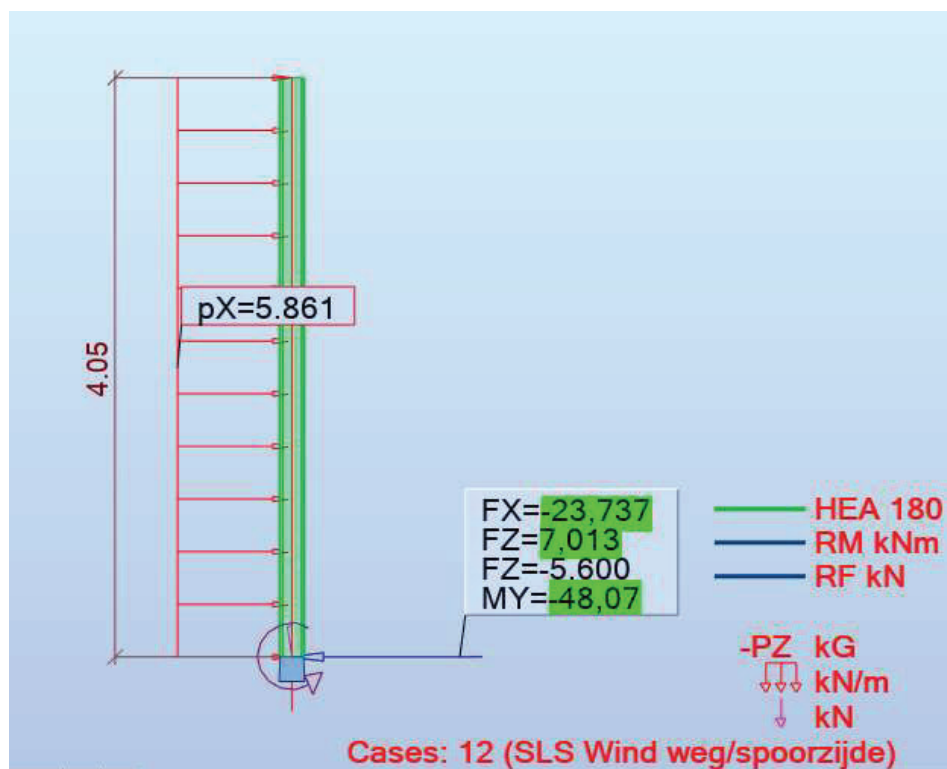 pX=5.861
4.05
FX=-23,737
FZ=7,013
FZ=-5.600
MY=-48,07
HEA 180
RM kNm
RF kN
-PZ kG
kN/m
kN
Cases: 12 (SLS Wind weg/spoorzijde)